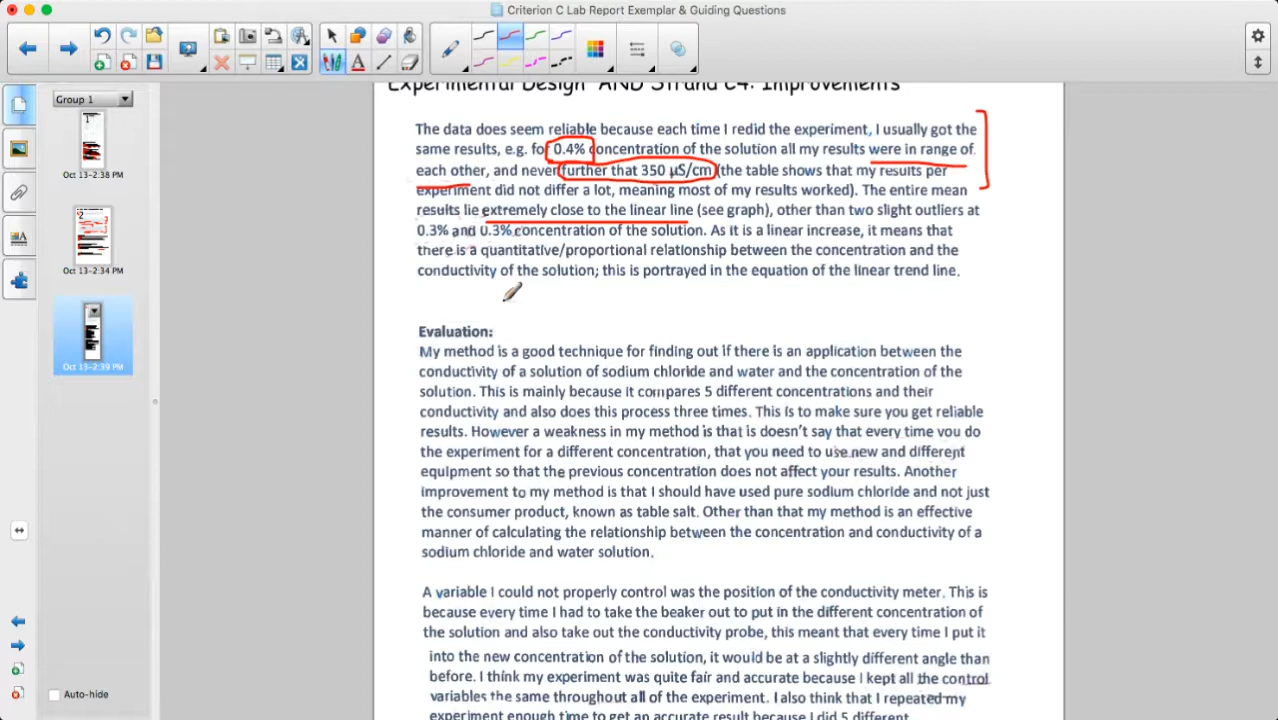 Criterion C Lab Report Exemplar & Guiding Questions
Group 1
1
Oct 13-2:38
2
Oct 13-2:34
Oct 13-2:39
Auto-hide
Experimental Design AND Strand C4: Improvements
The data does seem reliable because each time I redid the experiment, I usually got the
same results, e.g. for 0.4% concentration of the solution all my results were in range of
each other, and never further that 350 µS/cm (the table shows that my results per
experiment did not differ a lot, meaning most of my results worked). The entire mean
results lie extremely close to the linear line (see graph), other than two slight outliers at
0.3% and 0.3% concentration of the solution. As it is a linear increase, it means that
there is a quantitative/proportional relationship between the concentration and the
conductivity of the solution; this is portrayed in the equation of the linear trend line.
Evaluation:
My method is a good technique for finding out if there is an application between the
conductivity of a solution of sodium chloride and water and the concentration of the
solution. This is mainly because it compares 5 different concentrations and their
conductivity and also does this process three times. This is to make sure you get reliable
results. However a weakness in my method is that is doesn't say that every time you do
the experiment for a different concentration, that you need to use new and different
equipment so that the previous concentration does not affect your results. Another
improvement to my method is that I should have used pure sodium chloride and not just
the consumer product, known as table salt. Other than that my method is an effective
manner of calculating the relationship between the concentration and conductivity of a
sodium chloride and water solution.
A variable I could not properly control was the position of the conductivity meter. This is
because every time I had to take the beaker out to put in the different concentration of
the solution and also take out the conductivity probe, this meant that every time I put it
into the new concentration of the solution, it would be at a slightly different angle than
before. I think my experiment was quite fair and accurate because I kept all the control
variables the same throughout all of the experiment. I also think that I repeated my
experiment enough time to get an accurate result because I did 5 different